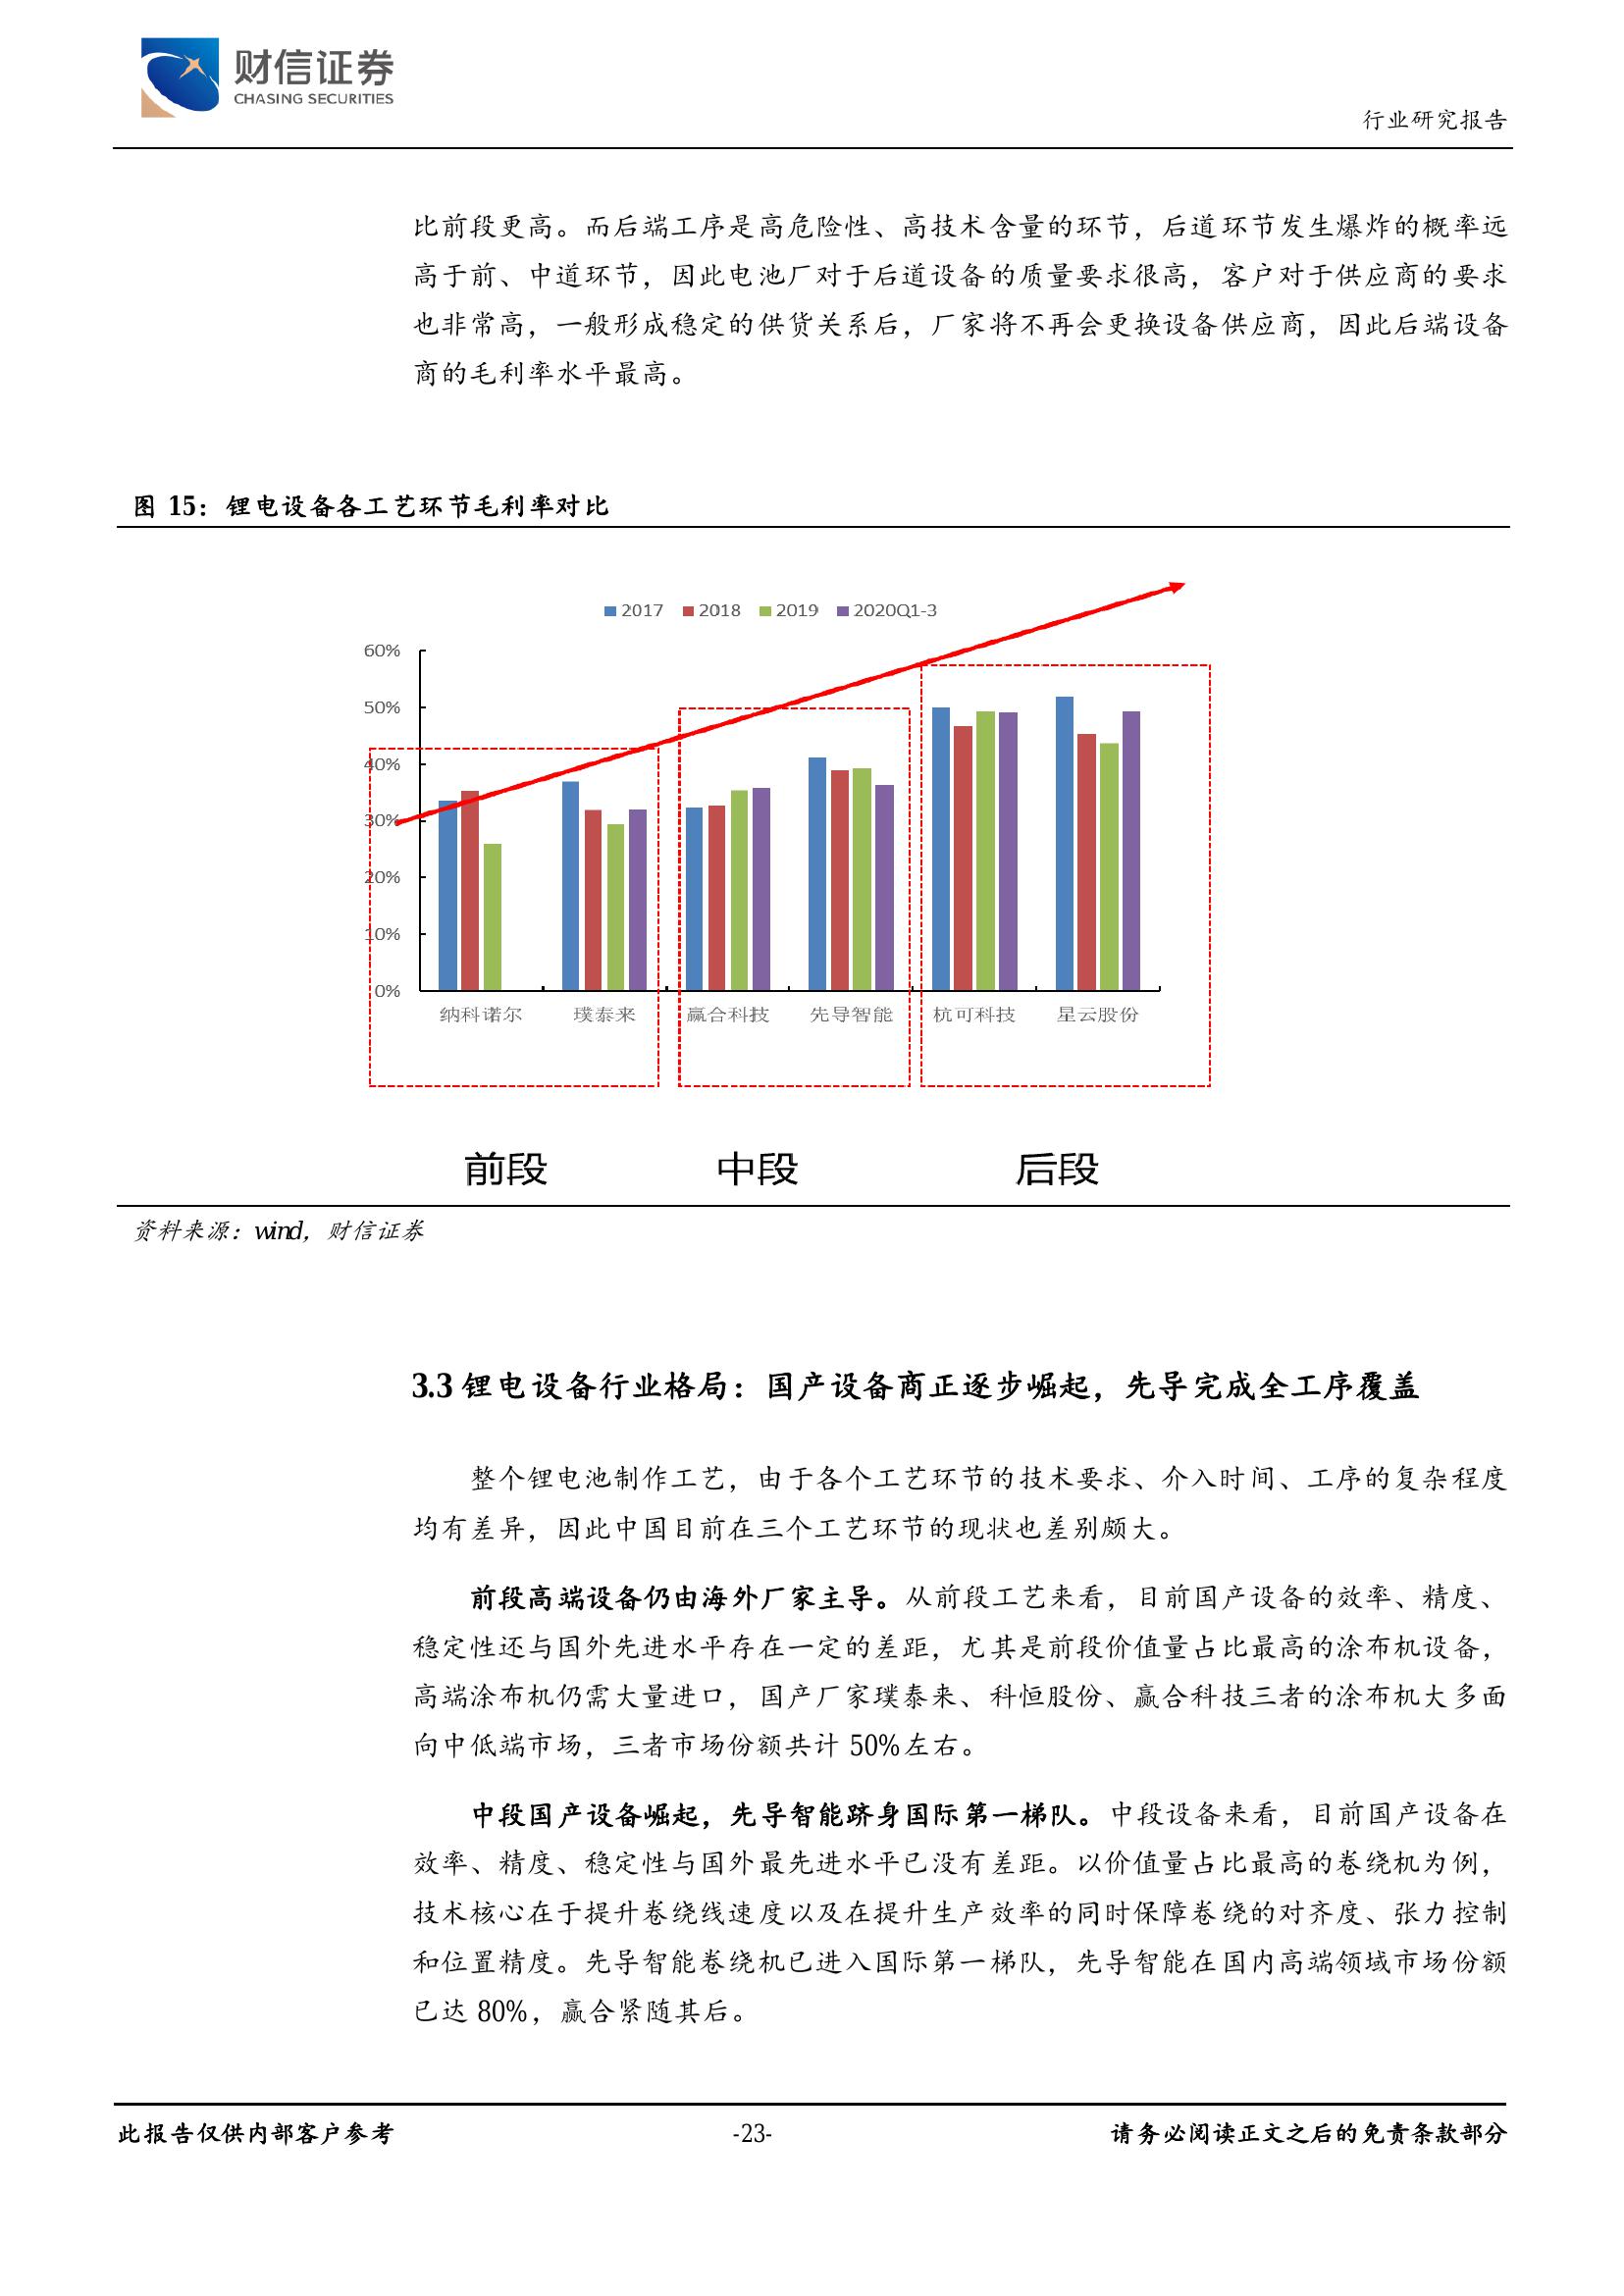 财信证券
CHASING SECURITIES
行业研究报告
比前段更高。而后端工序是高危险性、高技术含量的环节，后道环节发生爆炸的概率远
高于前、中道环节，因此电池厂对于后道设备的质量要求很高，客户对于供应商的要求
也非常高，一般形成稳定的供货关系后，厂家将不再会更换设备供应商，因此后端设备
商的毛利率水平最高。
图 15：锂电设备各工艺环节毛利率对比
2017 2018 2019 2020Q1-3
60%
50%
40%
30%
20%
10%
0%
纳科诺尔 璞泰来 赢合科技 先导智能 杭可科技 星云股份
前段 中段 后段
资料来源：wind，财信证券
3.3 锂电设备行业格局：国产设备商正逐步崛起，先导完成全工序覆盖
整个锂电池制作工艺，由于各个工艺环节的技术要求、介入时间、工序的复杂程度
均有差异，因此中国目前在三个工艺环节的现状也差别颇大。
前段高端设备仍由海外厂家主导。从前段工艺来看，目前国产设备的效率、精度、
稳定性还与国外先进水平存在一定的差距，尤其是前段价值量占比最高的涂布机设备，
高端涂布机仍需大量进口，国产厂家璞泰来、科恒股份、赢合科技三者的涂布机大多面
向中低端市场，三者市场份额共计 50%左右。
中段国产设备崛起，先导智能跻身国际第一梯队。中段设备来看，目前国产设备在
效率、精度、稳定性与国外最先进水平已没有差距。以价值量占比最高的卷绕机为例，
技术核心在于提升卷绕线速度以及在提升生产效率的同时保障卷绕的对齐度、张力控制
和位置精度。先导智能卷绕机已进入国际第一梯队，先导智能在国内高端领域市场份额
已达 80%，赢合紧随其后。
此报告仅供内部客户参考 -23- 请务必阅读正文之后的免责条款部分